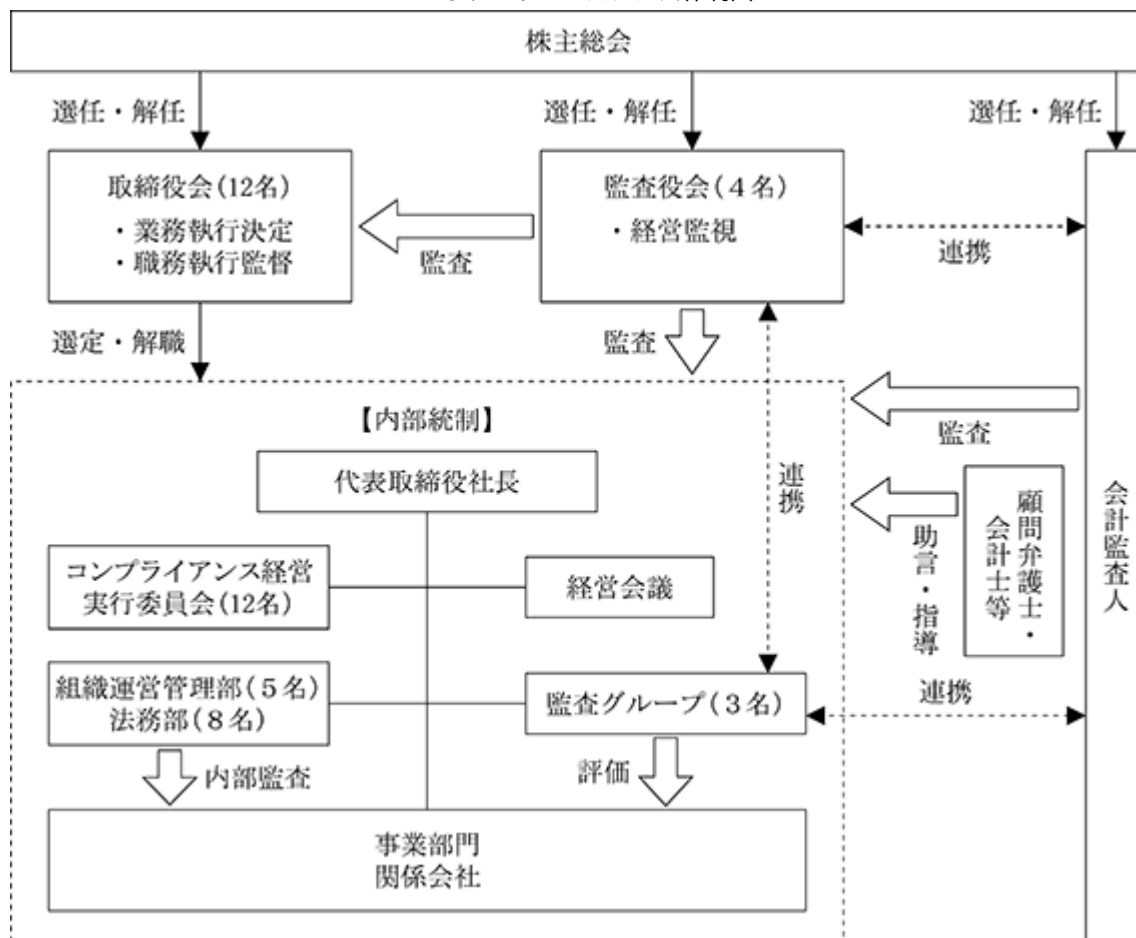 株主総会
選任・解任
選任・解任
選任・解任
取締役会(12名)
・業務執行決定
・職務執行監督
監査役会(4名)
・経営監視
監査
連携
選定・解職
監査
【内部統制】
監査
代表取締役社長
連携
コンプライアンス経営
実行委員会(12名)
経営会議
助言・指導
顧問弁護士・
会計士等
会計監査人
組織運営管理部(5名)
法務部(8名)
監査グループ(3名)
連携
内部監査
評価
事業部門
関係会社